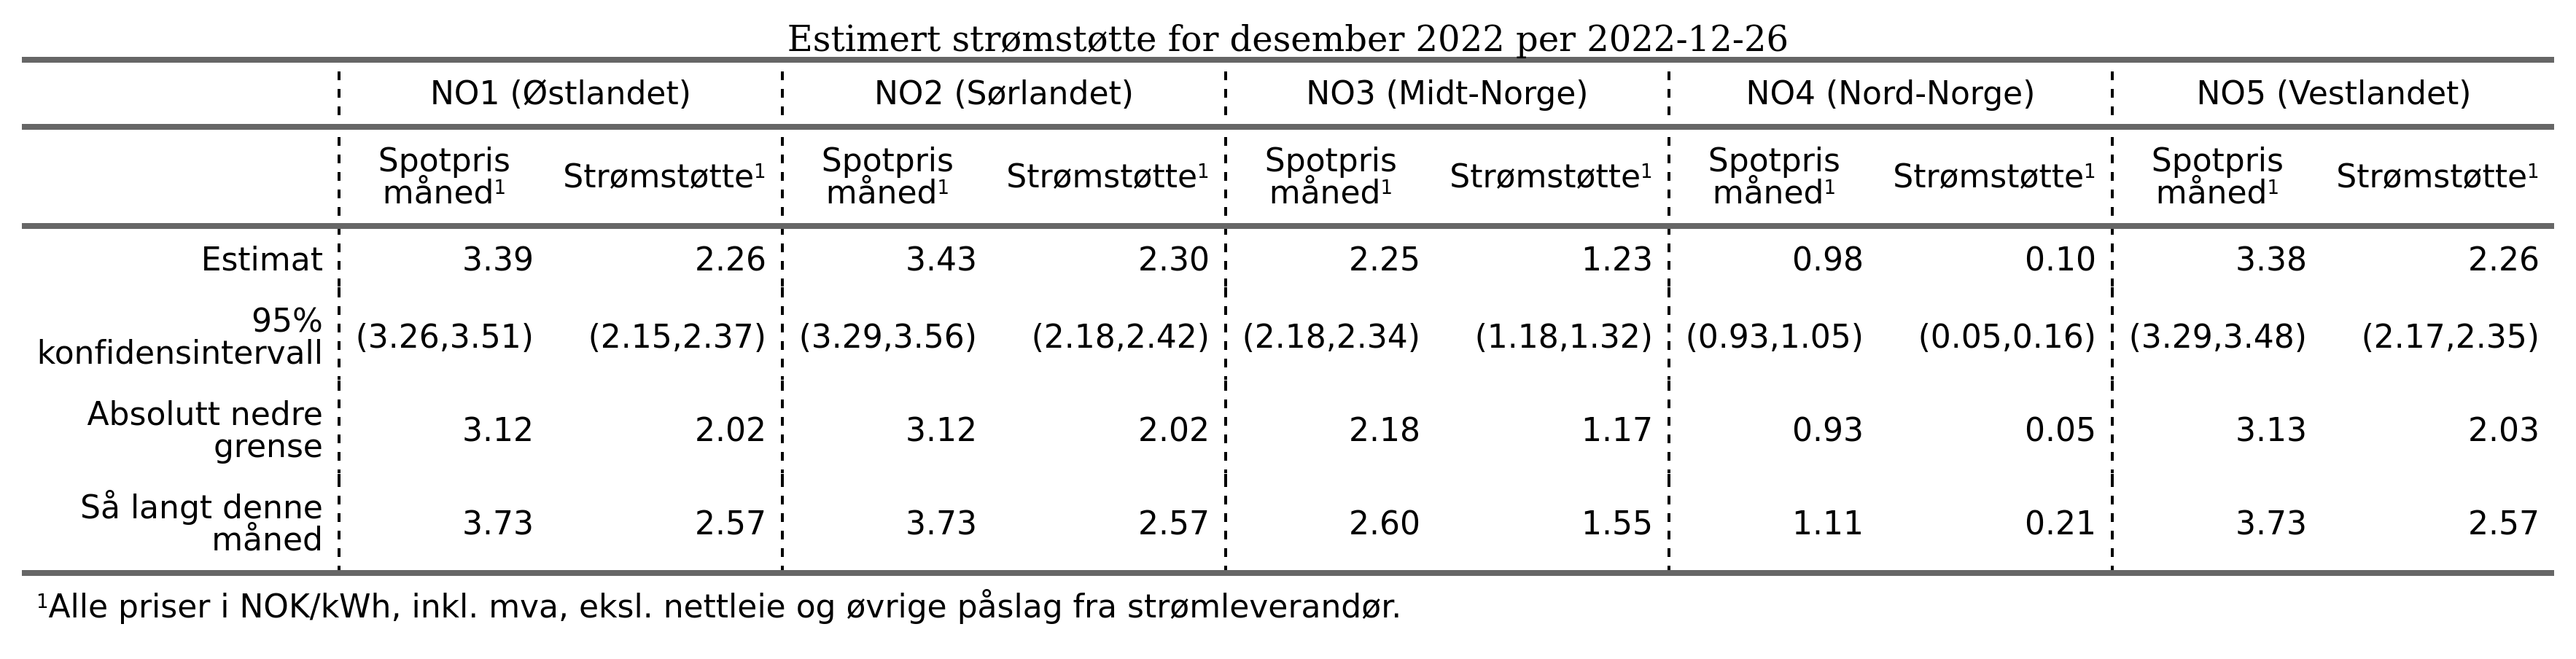 Estimert strømstøtte for desember 2022 per 2022-12-26
NO1 (Østlandet) NO2 (Sørlandet) NO3 (Midt-Norge) NO4 (Nord-Norge) NO5 (Vestlandet)
Spotpris måned¹ Strømstøtte¹ Spotpris måned¹ Strømstøtte¹ Spotpris måned¹ Strømstøtte¹ Spotpris måned¹ Strømstøtte¹ Spotpris måned¹ Strømstøtte¹
Estimat 3.39 2.26 3.43 2.30 2.25 1.23 0.98 0.10 3.38 2.26
95% konfidensintervall (3.26,3.51) (2.15,2.37) (3.29,3.56) (2.18,2.42) (2.18,2.34) (1.18,1.32) (0.93,1.05) (0.05,0.16) (3.29,3.48) (2.17,2.35)
Absolutt nedre grense 3.12 2.02 3.12 2.02 2.18 1.17 0.93 0.05 3.13 2.03
Så langt denne måned 3.73 2.57 3.73 2.57 2.60 1.55 1.11 0.21 3.73 2.57
¹Alle priser i NOK/kWh, inkl. mva, eksl. nettleie og øvrige påslag fra strømleverandør.